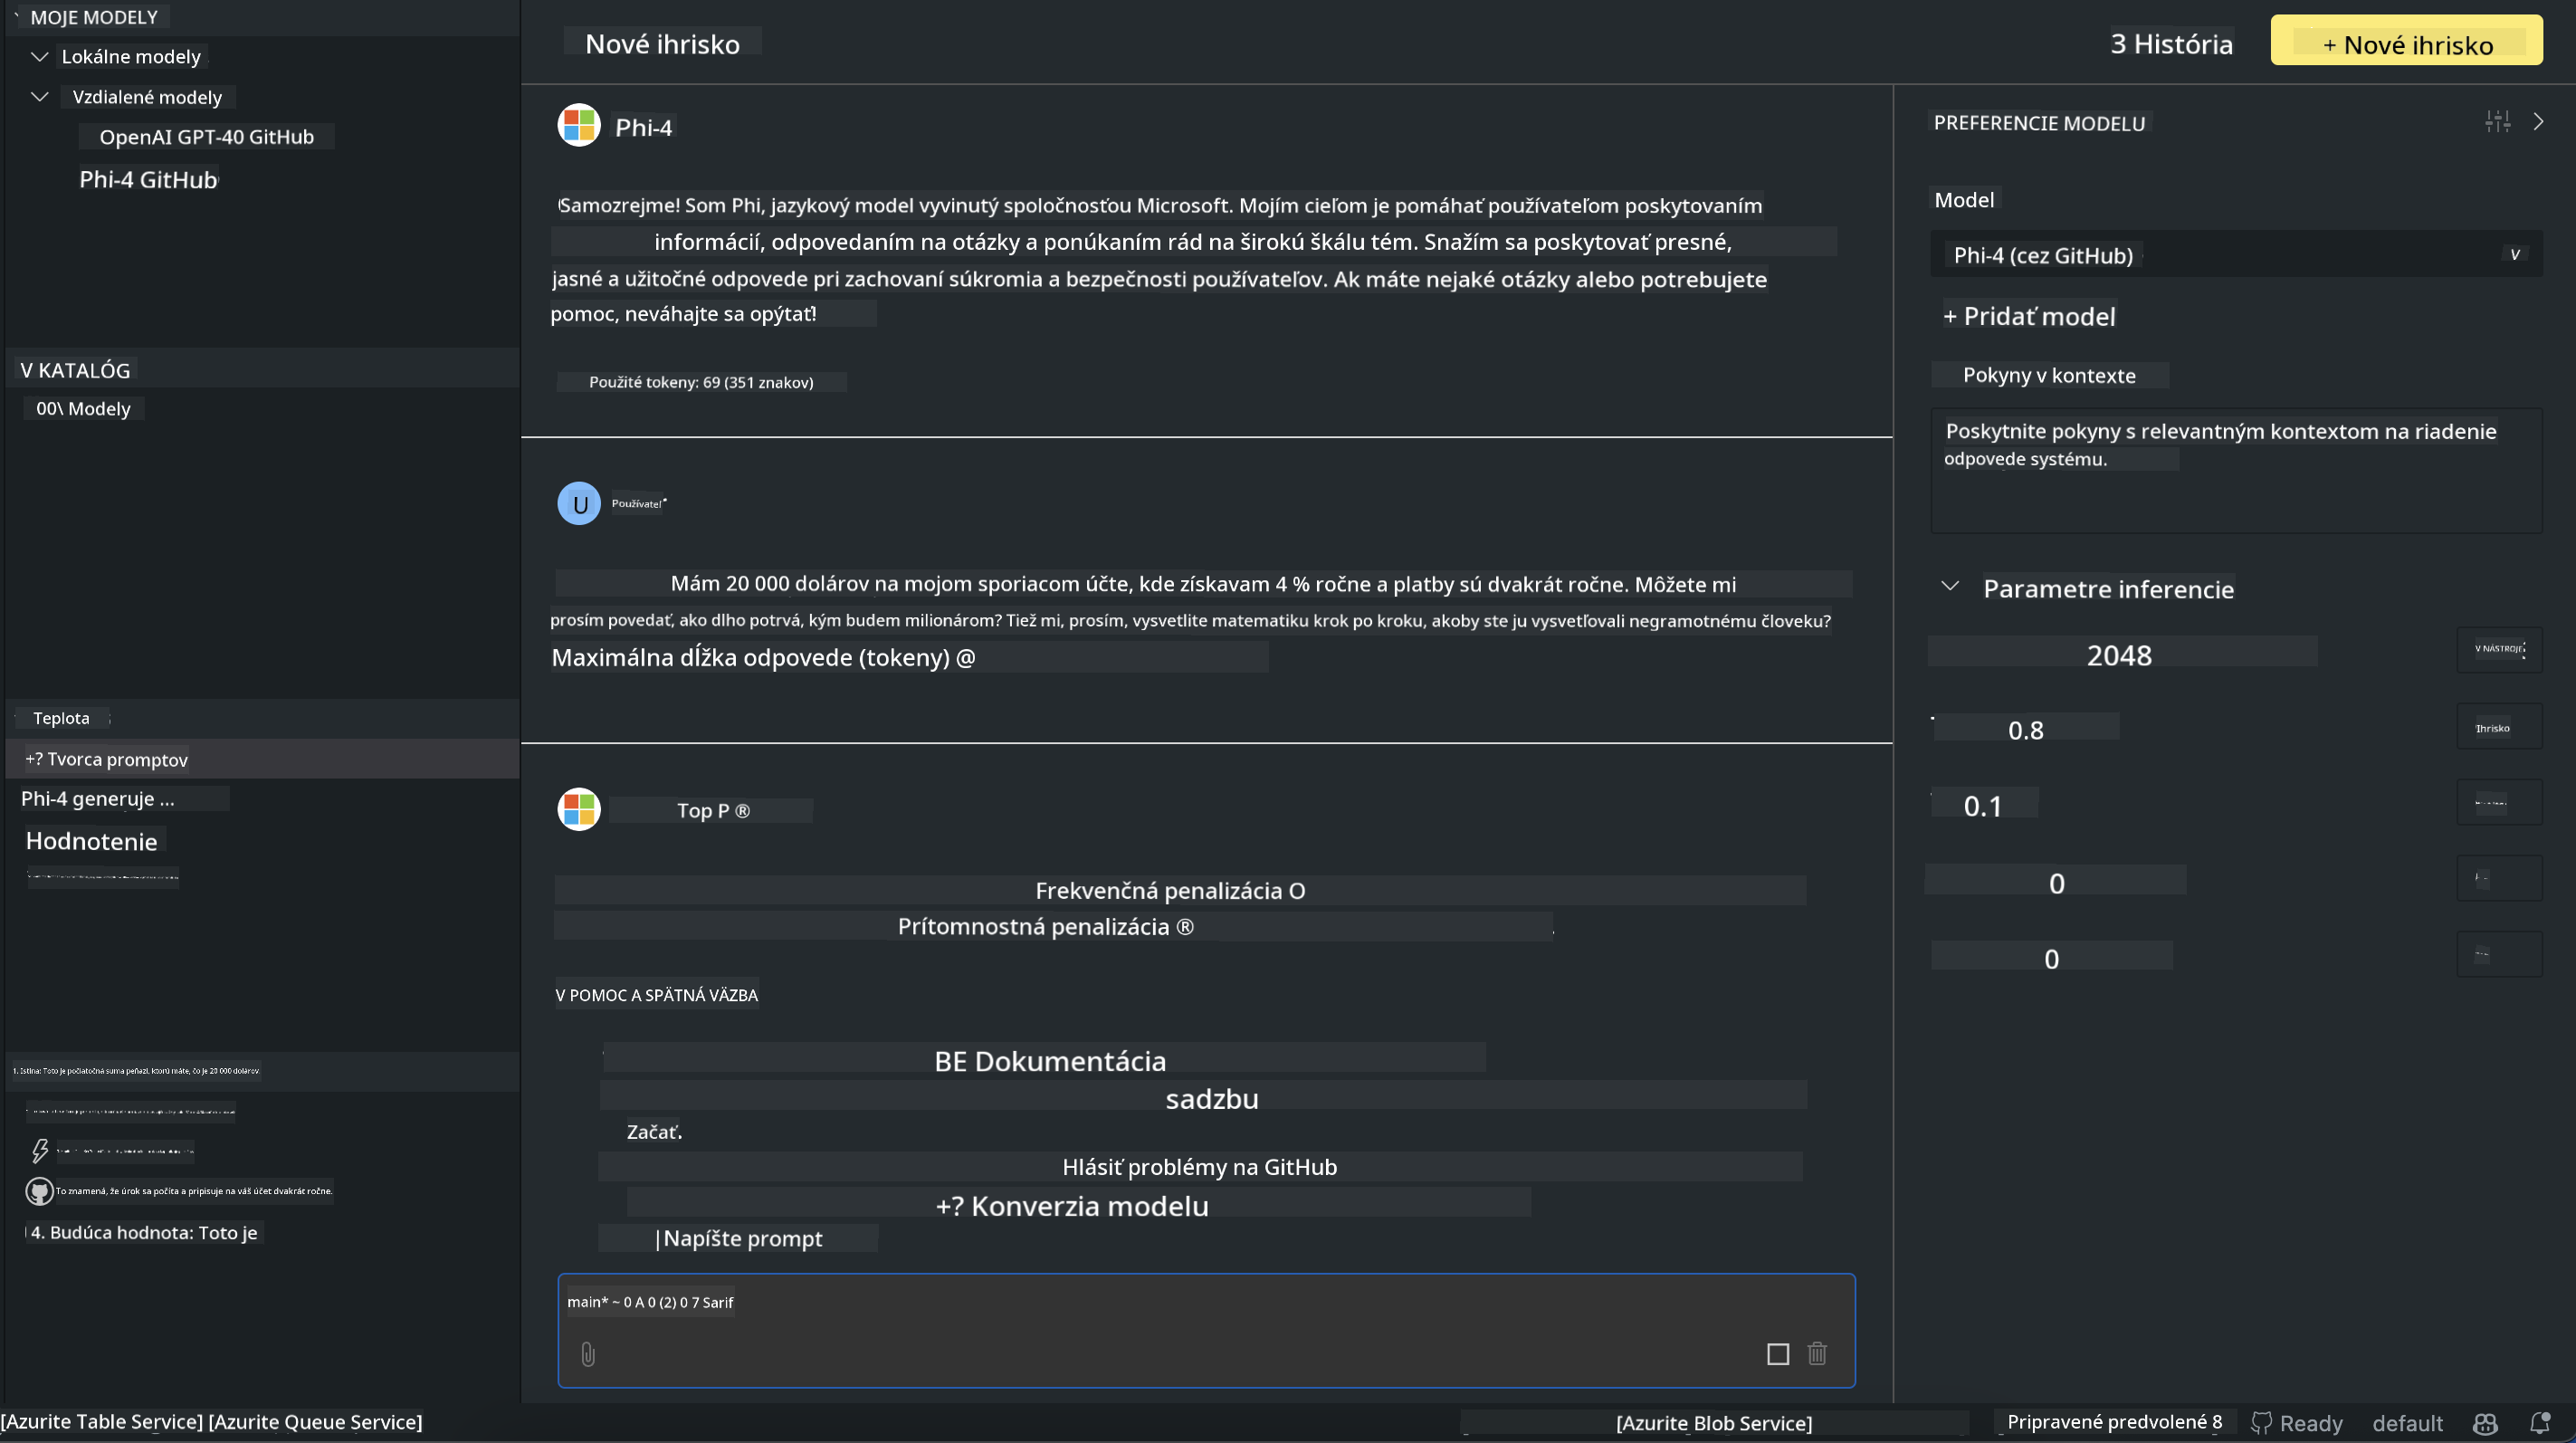 MOJE MODELY
Lokálne modely
Vzdialené modely
OpenAI GPT-40 GitHub
Phi-4 GitHub
V KATALÓG
00\ Modely
Teplota
+? Tvorca promptov
Phi-4 generuje ...
Hodnotenie
1. Istina: Toto je počiatočná suma peňazí, ktorú máte, čo je 20 000 dolárov.
To znamená, že úrok sa počíta a pripisuje na váš účet dvakrát ročne.
4. Budúca hodnota: Toto je
Nové ihrisko
3 História
+ Nové ihrisko
Phi-4
Samozrejme! Som Phi, jazykový model vyvinutý spoločnosťou Microsoft. Mojím cieľom je pomáhať používateľom poskytovaním
informácií, odpovedaním na otázky a ponúkaním rád na širokú škálu tém. Snažím sa poskytovať presné,
jasné a užitočné odpovede pri zachovaní súkromia a bezpečnosti používateľov. Ak máte nejaké otázky alebo potrebujete
pomoc, neváhajte sa opýtať!
Použité tokeny: 69 (351 znakov)
U
Používateľ
Mám 20 000 dolárov na mojom sporiacom účte, kde získavam 4 % ročne a platby sú dvakrát ročne. Môžete mi
prosím povedať, ako dlho potrvá, kým budem milionárom? Tiež mi, prosím, vysvetlite matematiku krok po kroku, akoby ste ju vysvetľovali negramotnému človeku?
Maximálna dĺžka odpovede (tokeny) @
Top P ®
Frekvenčná penalizácia O
Prítomnostná penalizácia ®
V POMOC A SPÄTNÁ VÄZBA
BE Dokumentácia
sadzbu
Začať.
Hlásiť problémy na GitHub
+? Konverzia modelu
|Napíšte prompt
main* ~ 0 A 0 (2) 0 7 Sarif
PREFERENCIE MODELU
Model
Phi-4 (cez GitHub)
v
+ Pridať model
Pokyny v kontexte
Poskytnite pokyny s relevantným kontextom na riadenie
odpovede systému.
Parametre inferencie
2048
V NÁSTROJE
0.8
Ihrisko
0.1
0
0
[Azurite Table Service] [Azurite Queue Service]
[Azurite Blob Service]
Pripravené predvolené 8
Ready
default